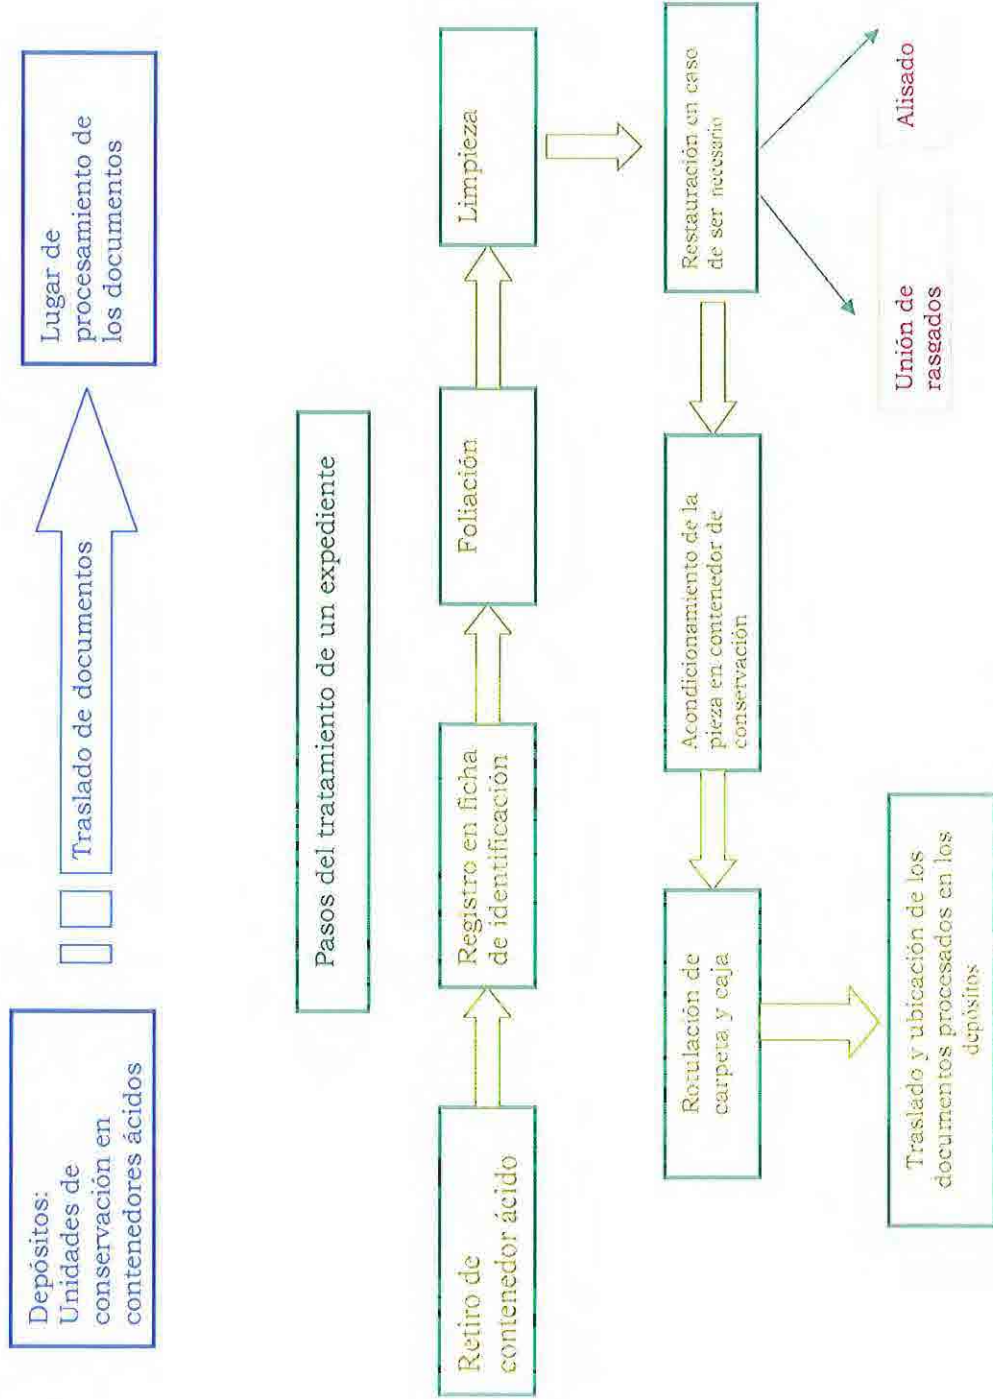 Depósitos:
Unidades de
conservación en
contenedores ácidos
Traslado de documentos
Lugar de
procesamiento de
los documentos
Pasos del tratamiento de un expediente
Retiro de
contenedor ácido
Registro en ficha
de identificación
Foliación
Limpieza
Restauración en caso
de ser necesario
Unión de
rasgados
Alisado
Acondicionamiento de la
pieza en contenedor de
conservación
Rotulación de
carpeta y caja
Traslado y ubicación de los
documentos procesados en los
depósitos